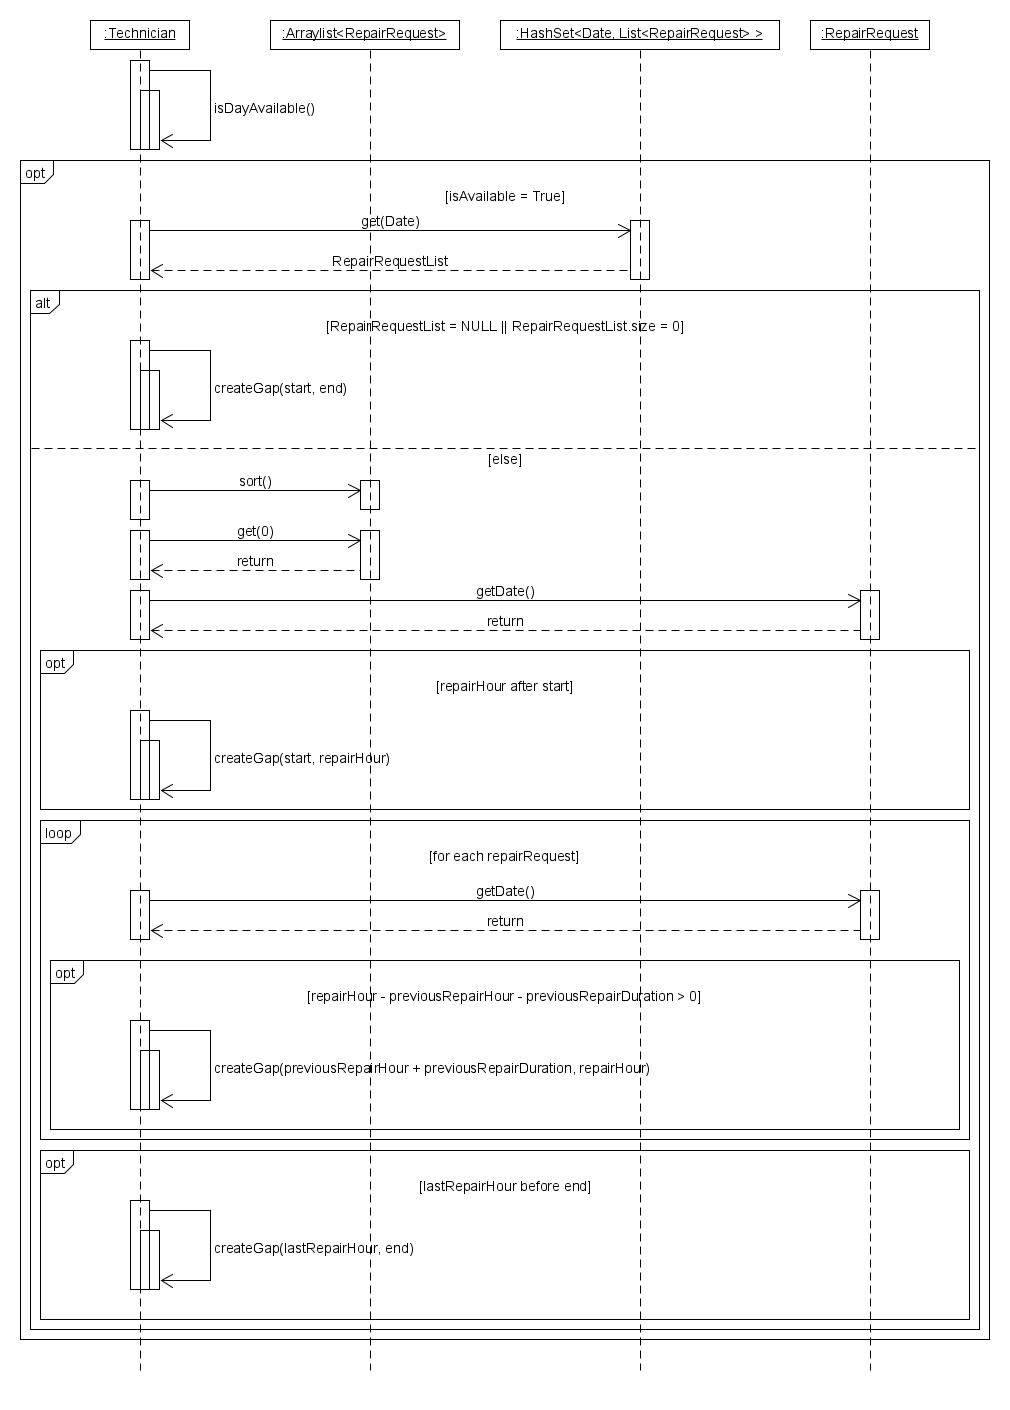 :Technician
:Arraylist<RepairRequest>
:HashSet<Date, List<RepairRequest> >
:RepairRequest
isDayAvailable()
opt
[isAvailable = True]
get(Date)
RepairRequestList
alt
[RepairRequestList = NULL || RepairRequestList.size = 0]
createGap(start, end)
[else]
sort()
get(0)
return
getDate()
return
opt
[repairHour after start]
createGap(start, repairHour)
loop
[for each repairRequest]
getDate()
return
opt
[repairHour - previousRepairHour - previousRepairDuration > 0]
createGap(previousRepairHour + previousRepairDuration, repairHour)
opt
[lastRepairHour before end]
createGap(lastRepairHour, end)